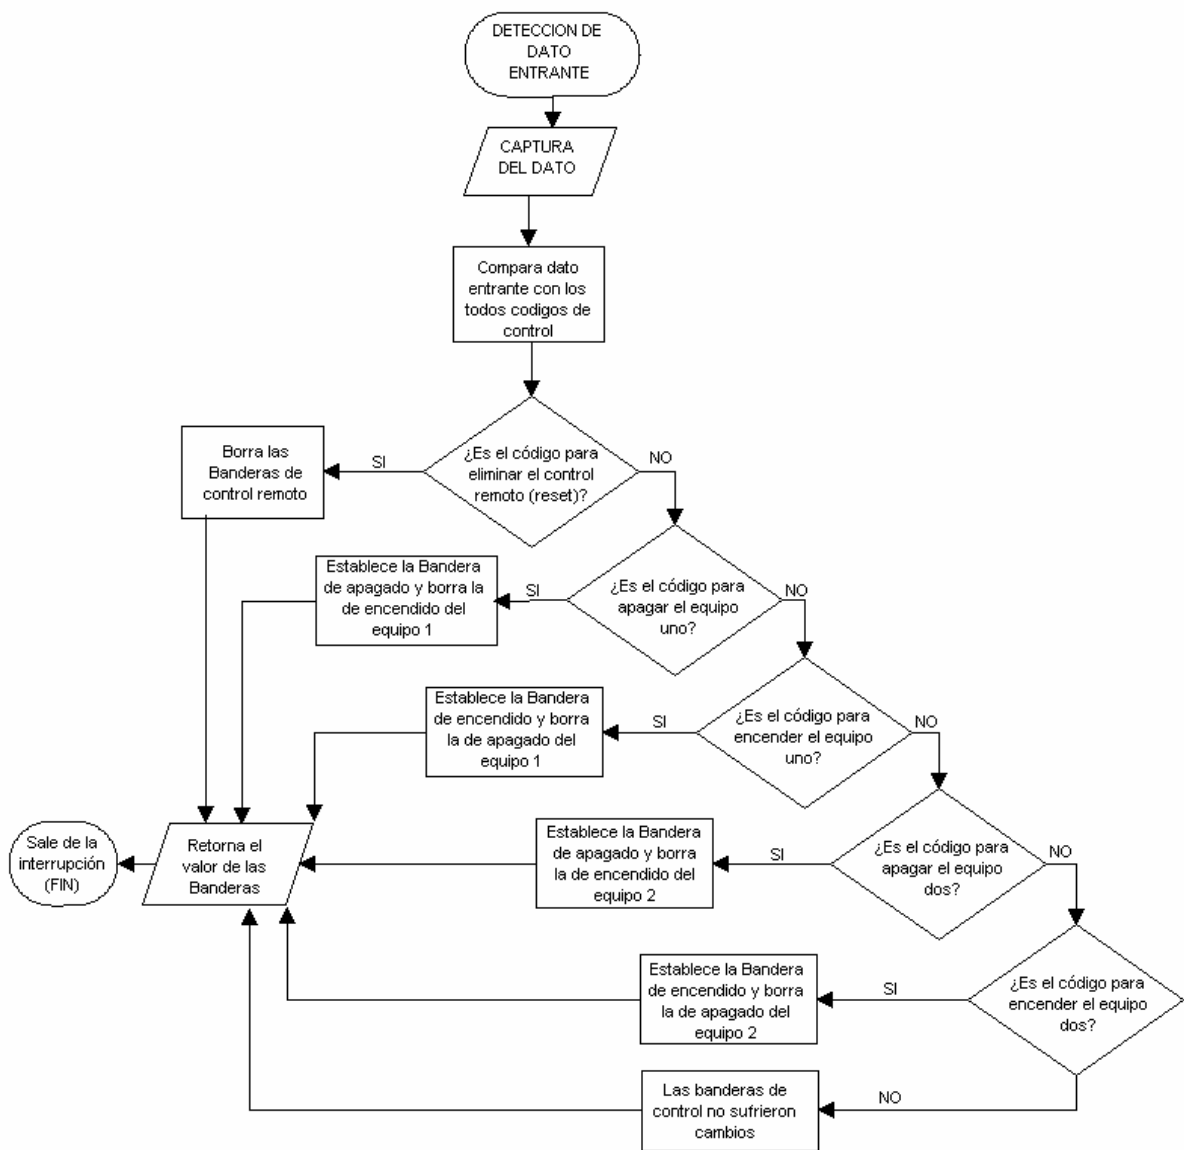 DETECCION DE
DATO
ENTRANTE
CAPTURA
DEL DATO
Compara dato
entrante con los
todos codigos de
control
¿Es el código para
eliminar el control
remoto (reset)?
SI
NO
Borra las
Banderas de
control remoto
¿Es el código para
apagar el equipo
uno?
SI
NO
Establece la Bandera
de apagado y borra la
de encendido del
equipo 1
¿Es el código para
encender el equipo
uno?
SI
NO
Establece la Bandera
de encendido y borra
la de apagado del
equipo 1
¿Es el código para
apagar el equipo
dos?
SI
NO
Establece la Bandera
de apagado y borra
la de encendido del
equipo 2
Retorna el
valor de las
Banderas
Sale de la
interrupción
(FIN)
¿Es el código para
encender el equipo
dos?
SI
NO
Establece la Bandera
de encendido y borra
la de apagado del
equipo 2
Las banderas de
control no sufrieron
cambios